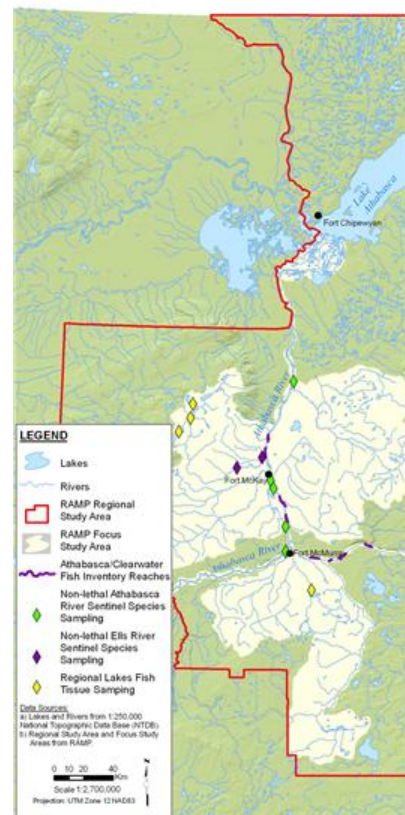 Lake
Athabasca
Fort Chipewyan
Athabasca River
Fort McKay
Fort McMurray
Athabasca River
LEGEND
Lakes
Rivers
RAMP Regional
Study Area
RAMP Focus
Study Area
Athabasca/Clearwater
Fish Inventory Reaches
Non-lethal Athabasca
River Sentinel Species
Sampling
Non-lethal Ells River
Sentinel Species
Sampling
Regional Lakes Fish
Tissue Sampling
Data Sources:
a) Lakes and Rivers from 1:250,000
National Topographic Data Base (NTDB).
b) Regional Study Area and Focus Study
Areas from RAMP.
40 20 0 40
Km
Scale 1:2,700,000
Projection: UTM Zone 12 NAD83